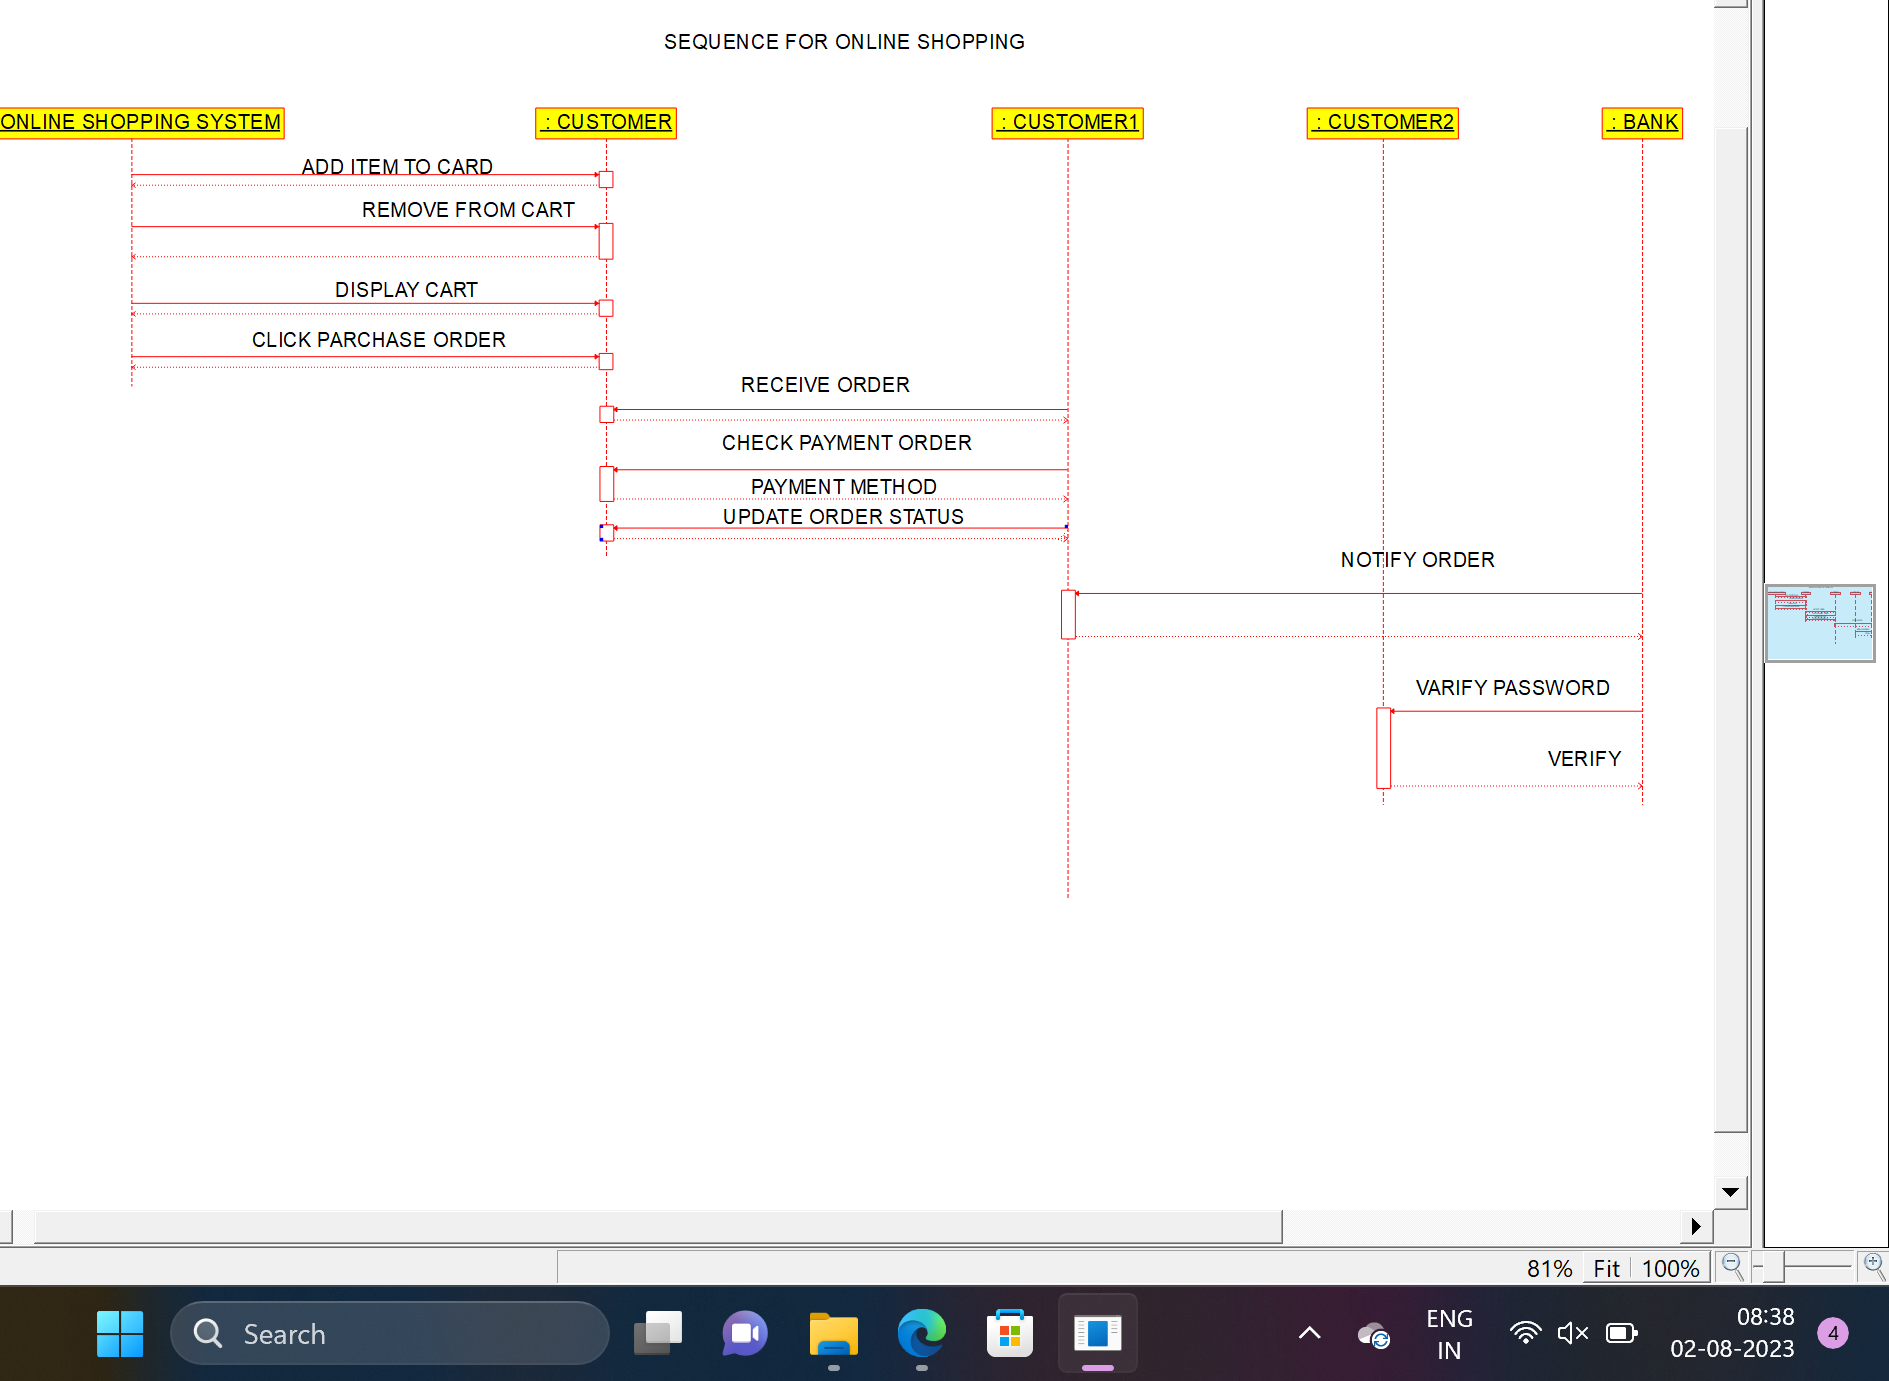 SEQUENCE FOR ONLINE SHOPPING
ONLINE SHOPPING SYSTEM
: CUSTOMER
: CUSTOMER1
: CUSTOMER2
: BANK
ADD ITEM TO CARD
REMOVE FROM CART
DISPLAY CART
CLICK PARCHASE ORDER
RECEIVE ORDER
CHECK PAYMENT ORDER
PAYMENT METHOD
UPDATE ORDER STATUS
NOTIFY ORDER
VARIFY PASSWORD
VERIFY
81%
Fit
100%
Search
ENG
IN
08:38
02-08-2023
4